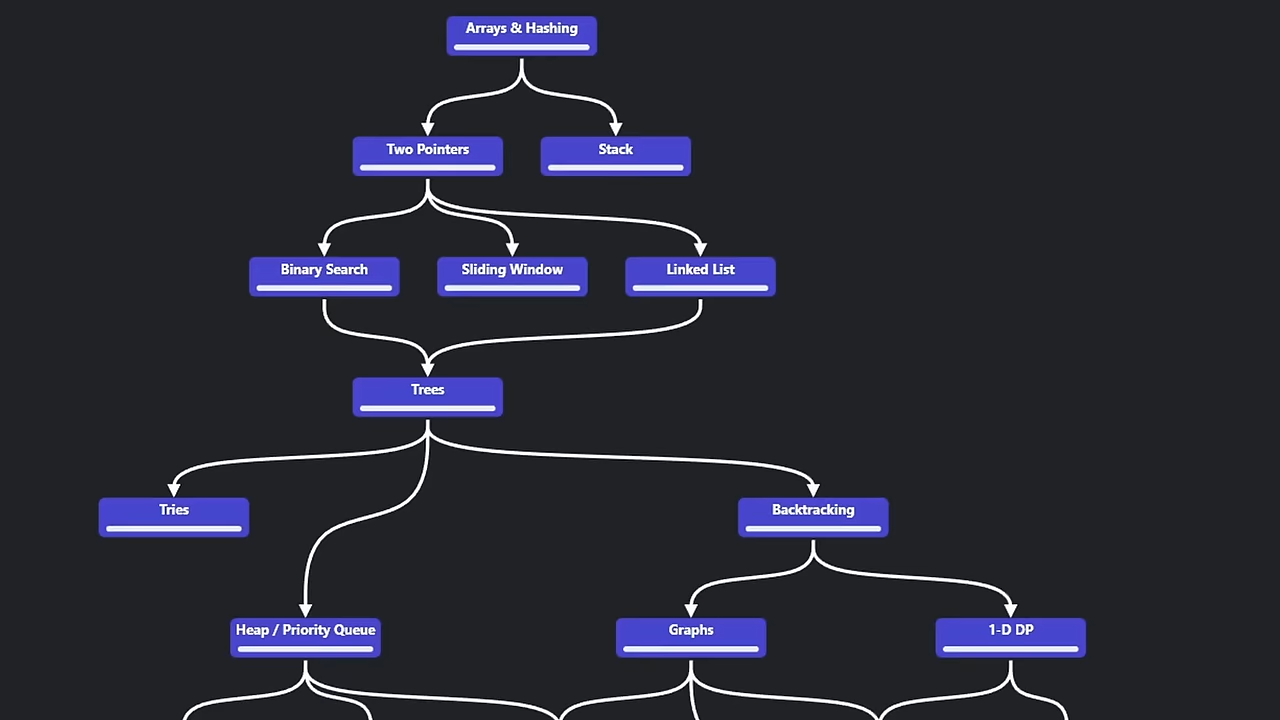 Arrays & Hashing
Two Pointers
Stack
Binary Search
Sliding Window
Linked List
Trees
Tries
Backtracking
Heap / Priority Queue
Graphs
1-D DP